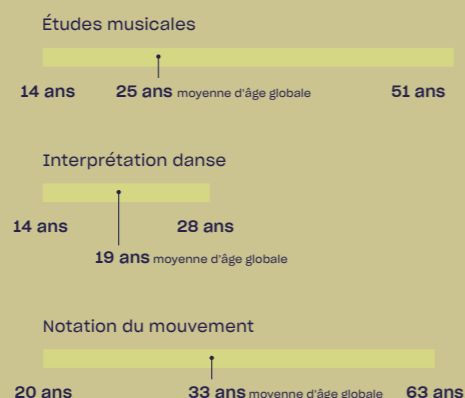 Études musicales
14 ans 25 ans moyenne d'âge globale 51 ans
Interprétation danse
14 ans 28 ans
19 ans moyenne d'âge globale
Notation du mouvement
20 ans 33 ans moyenne d'âge globale 63 ans